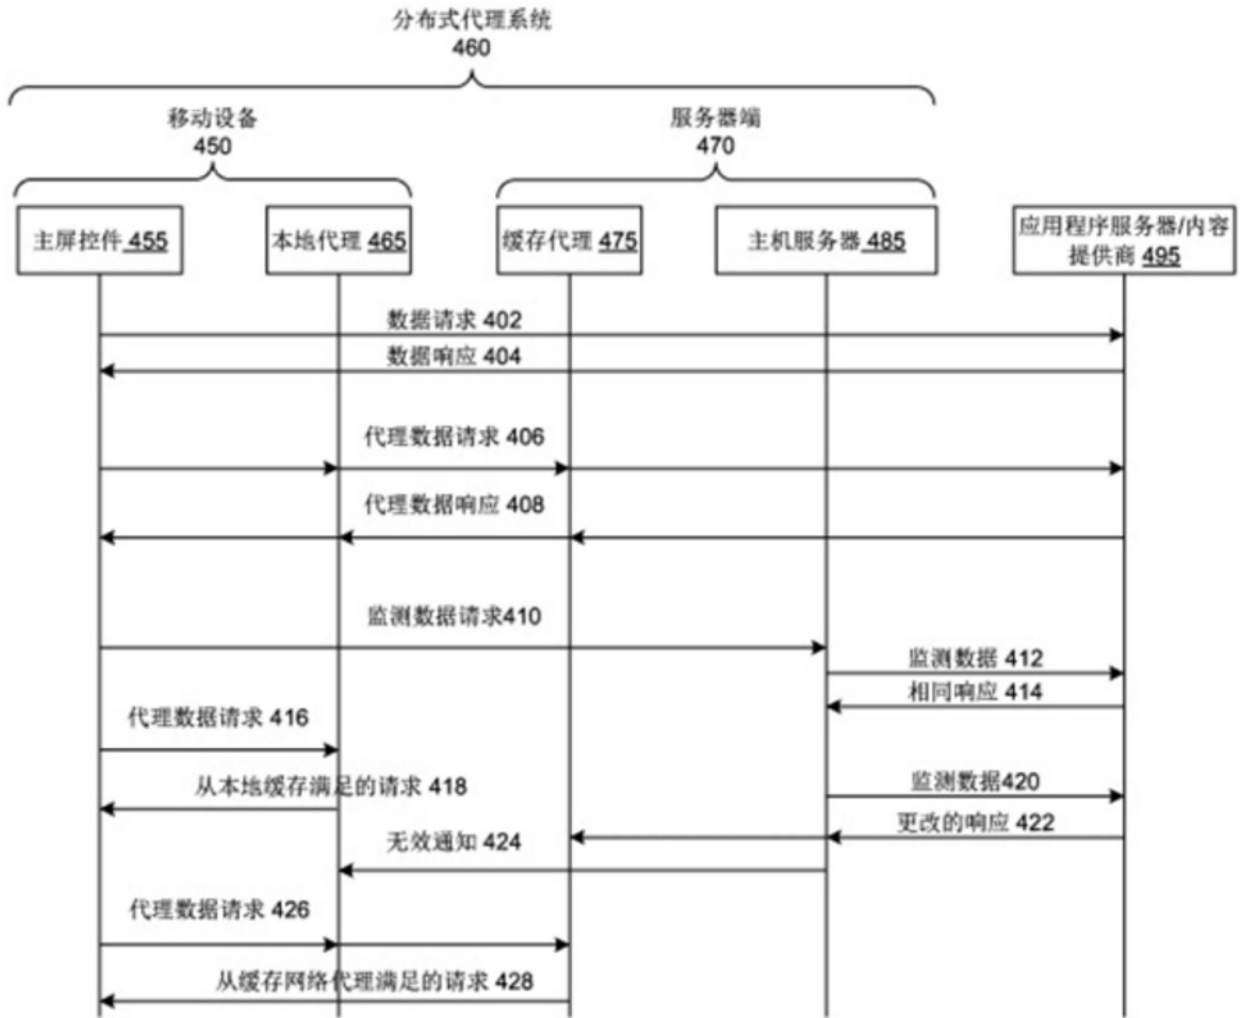 分布式代理系统
460
移动设备
450
服务器端
470
主屏控件 455
本地代理 465
缓存代理 475
主机服务器 485
应用程序服务器/内容
提供商 495
数据请求 402
数据响应 404
代理数据请求 406
代理数据响应 408
监测数据请求410
监测数据 412
相同响应 414
代理数据请求 416
从本地缓存满足的请求 418
监测数据420
更改的响应 422
无效通知 424
代理数据请求 426
从缓存网络代理满足的请求 428